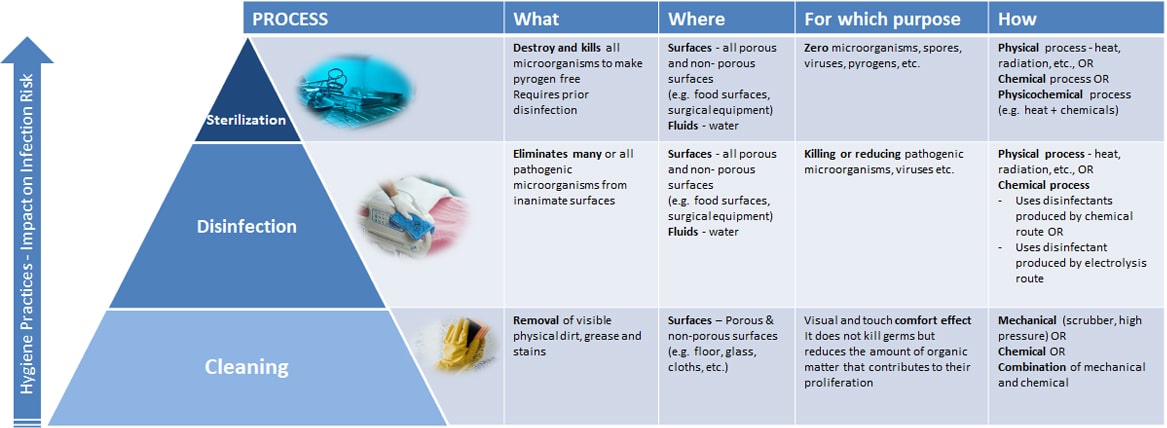 PROCESS
What
Where
For which purpose
How
Hygiene Practices - Impact on Infection Risk
Sterilization
Destroy and kills all
microorganisms to make
pyrogen free
Requires prior
disinfection
Surfaces - all porous
and non- porous
surfaces
(e.g. food surfaces,
surgical equipment)
Fluids - water
Zero microorganisms, spores,
viruses, pyrogens, etc.
Physical process - heat,
radiation, etc., OR
Chemical process OR
Physicochemical process
(e.g. heat + chemicals)
Disinfection
Eliminates many or all
pathogenic
microorganisms from
inanimate surfaces
Surfaces - all porous
and non- porous
surfaces
(e.g. food surfaces,
surgical equipment)
Fluids - water
Killing or reducing pathogenic
microorganisms, viruses etc.
Physical process - heat,
radiation, etc., OR
Chemical process
- Uses disinfectants
produced by chemical
route OR
- Uses disinfectant
produced by electrolysis
route
Cleaning
Removal of visible
physical dirt, grease and
stains
Surfaces – Porous &
non-porous surfaces
(e.g. floor, glass,
cloths, etc.)
Visual and touch comfort effect
It does not kill germs but
reduces the amount of organic
matter that contributes to their
proliferation
Mechanical (scrubber, high
pressure) OR
Chemical OR
Combination of mechanical
and chemical